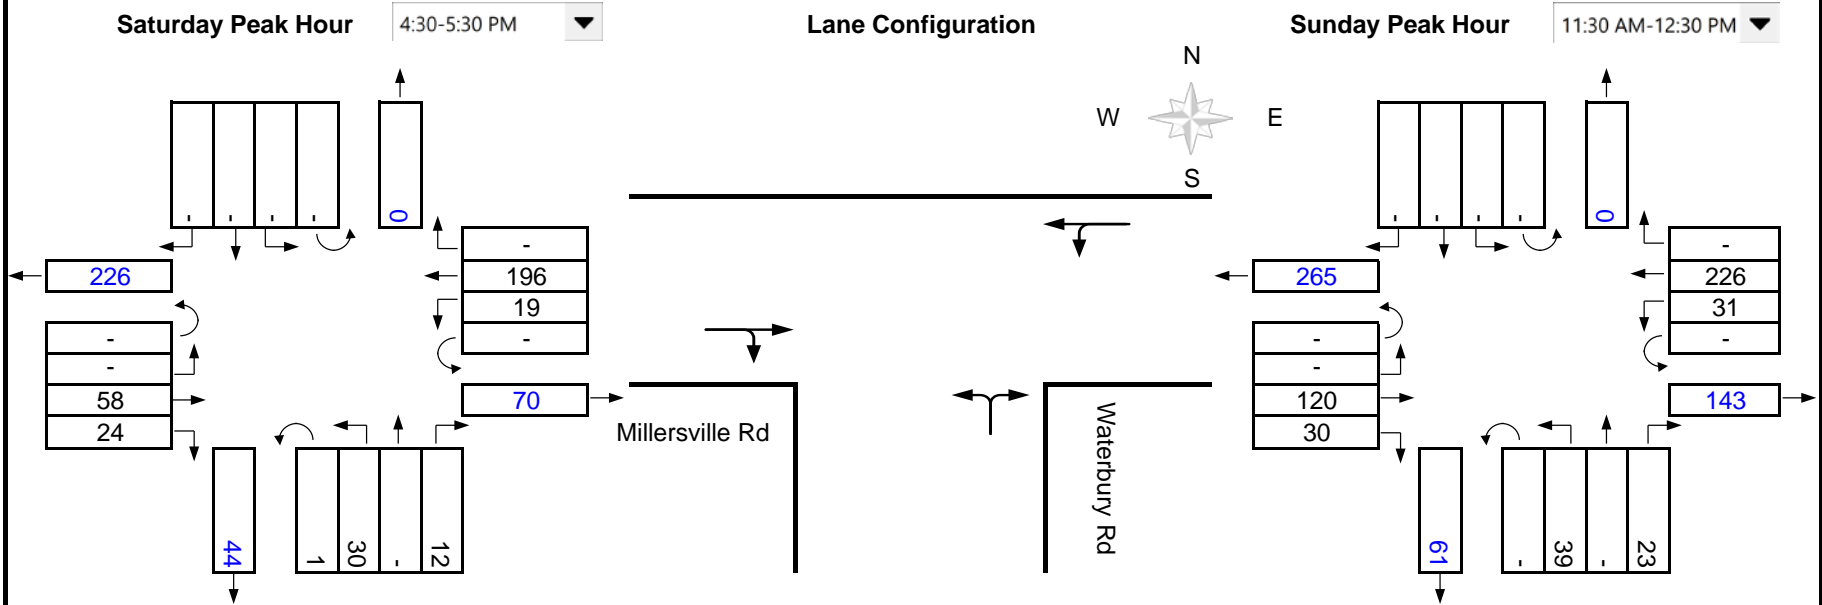 Saturday Peak Hour
4:30-5:30 PM
Lane Configuration
Sunday Peak Hour
11:30 AM-12:30 PM
N
W
E
S
- - - -
0
-
196
19
-
226
-
-
58
24
70
44
1 30 - 12
Millersville Rd
Waterbury Rd
- - - -
0
-
226
31
-
265
-
-
120
30
143
61
- 39 - 23